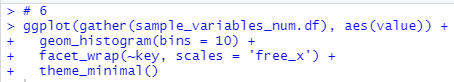 > # 6
> ggplot(gather(sample_variables_num.df), aes(value)) +
+   geom_histogram(bins = 10) +
+   facet_wrap(~key, scales = 'free_x') +
+   theme_minimal()